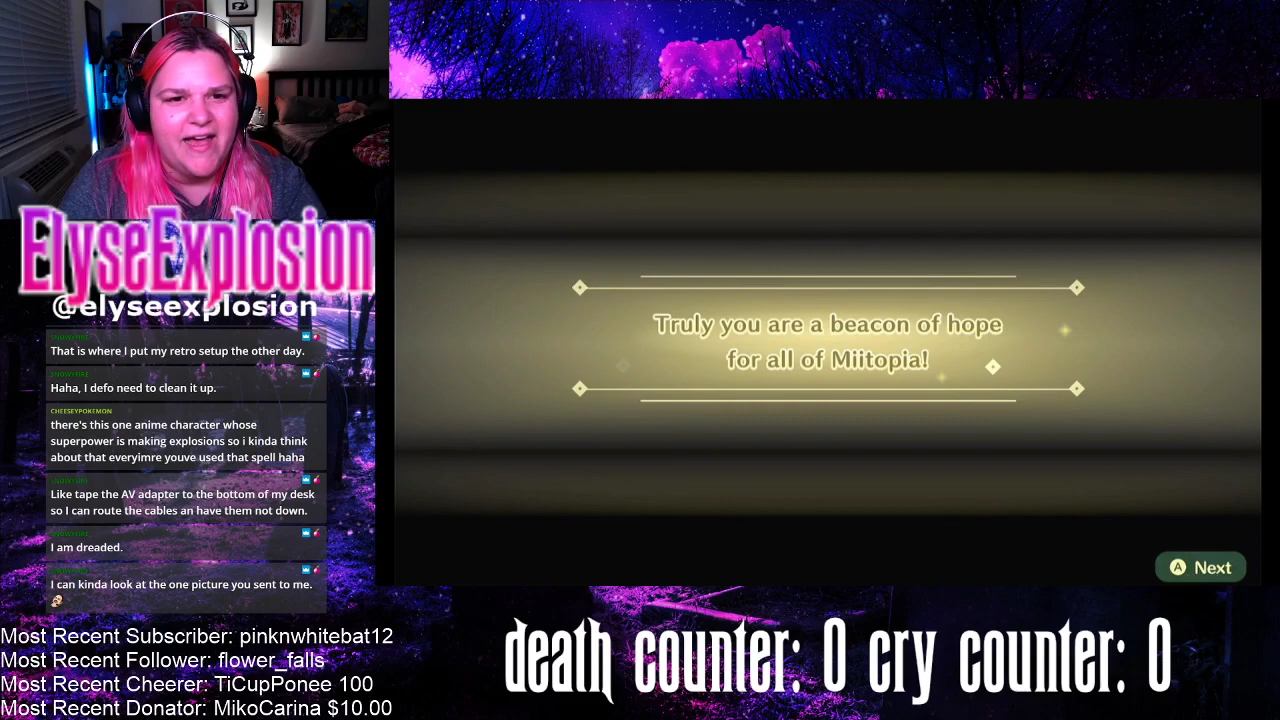 ElyseExplosion
@elyseexplosion
That is where I put my retro setup the other day.
Haha, I defo need to clean it up.
CHEESEYPOKEMON
there's this one anime character whose
superpower is making explosions so i kinda think
about that everyimre youve used that spell haha
Like tape the AV adapter to the bottom of my desk
so I can route the cables an have them not down.
I am dreaded.
I can kinda look at the one picture you sent to me.
Most Recent Subscriber: pinknwhitebat12
Most Recent Follower: flower_falls
Most Recent Cheerer: TiCupPonee 100
Most Recent Donator: MikoCarina $10.00
Truly you are a beacon of hope
for all of Miitopia!
A Next
death counter: 0 cry counter: 0